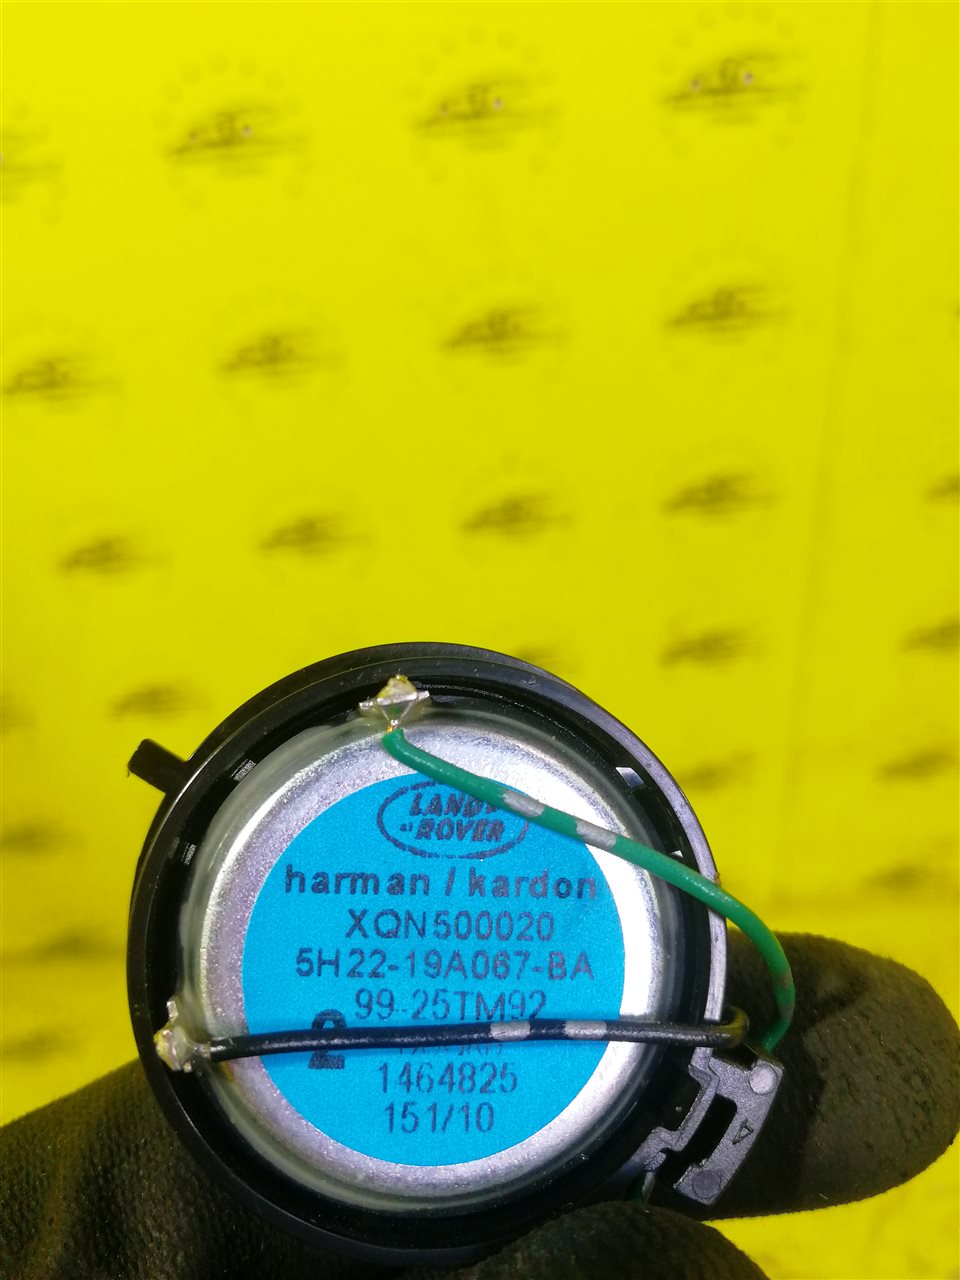 LAND
ROVER
harman / kardon
XQN500020
5H22-19A067-BA
99-25TM92
1464825
151/10